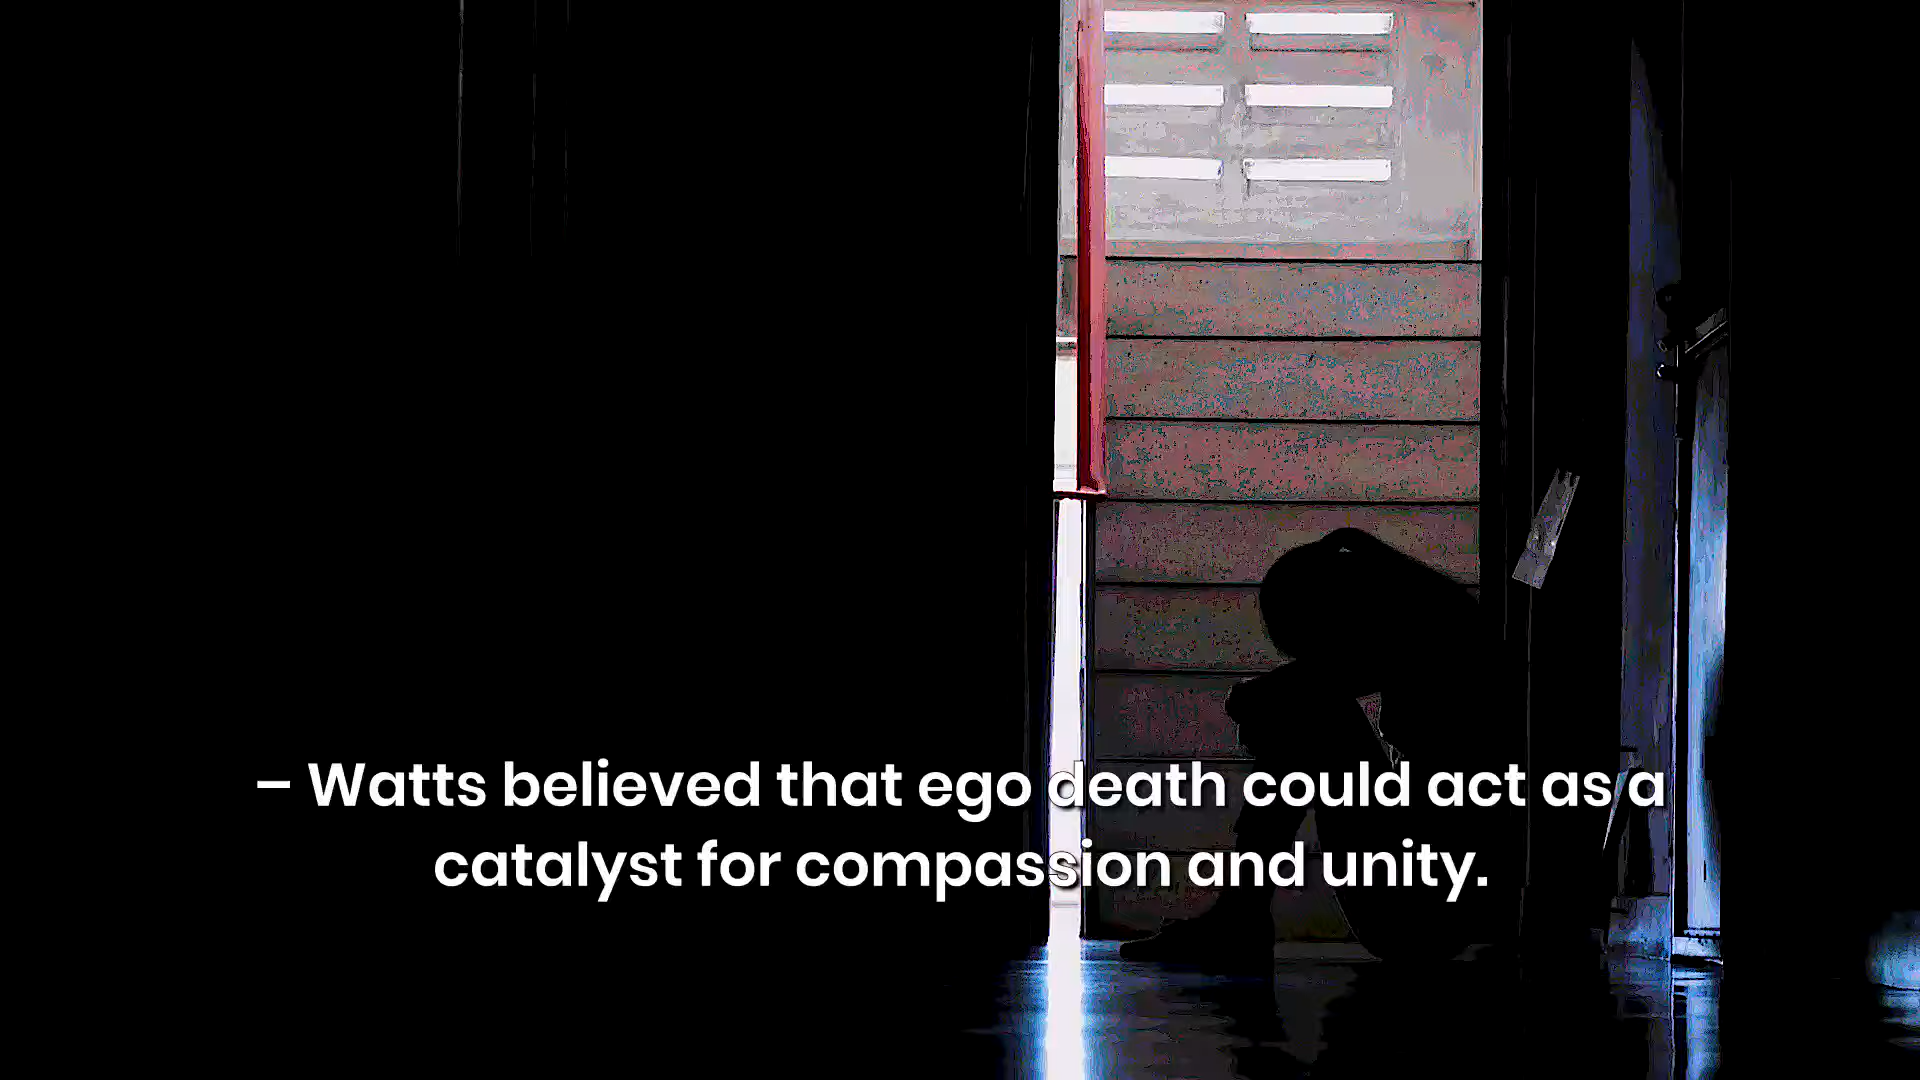 – Watts believed that ego death could act as a
catalyst for compassion and unity.